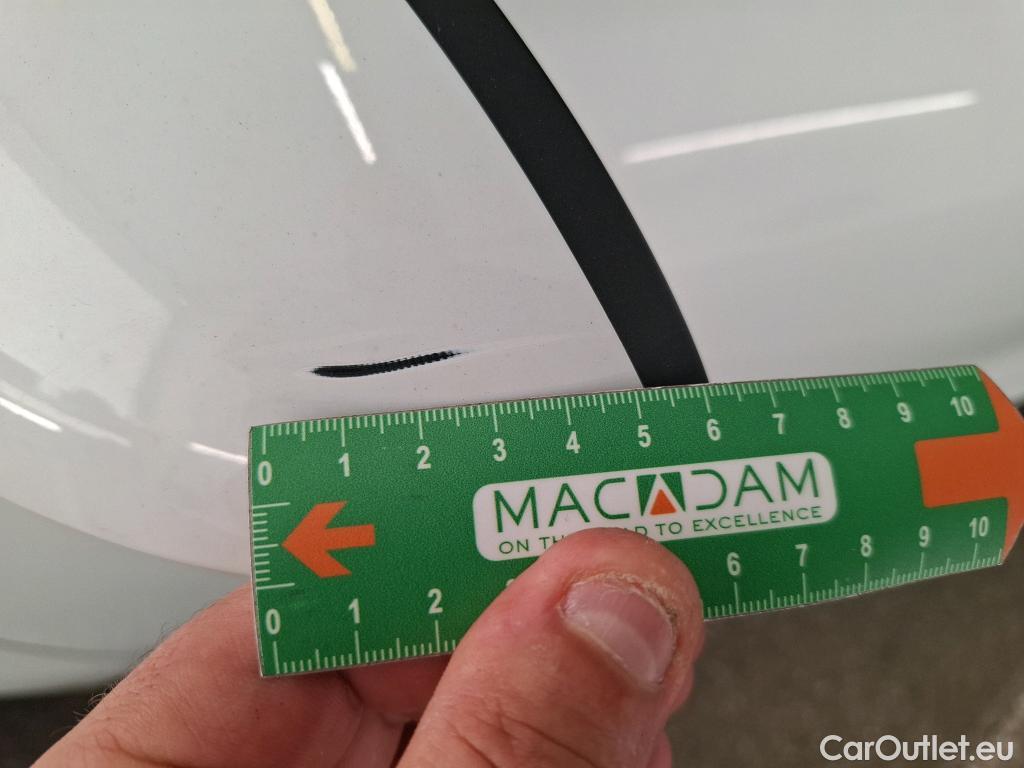 0 1 2 3 4 5 6 7 8 9 10
MACADAM
ON TH TO EXCELLENCE
0 1 2 6 7 8 9 10
CarOutlet.eu